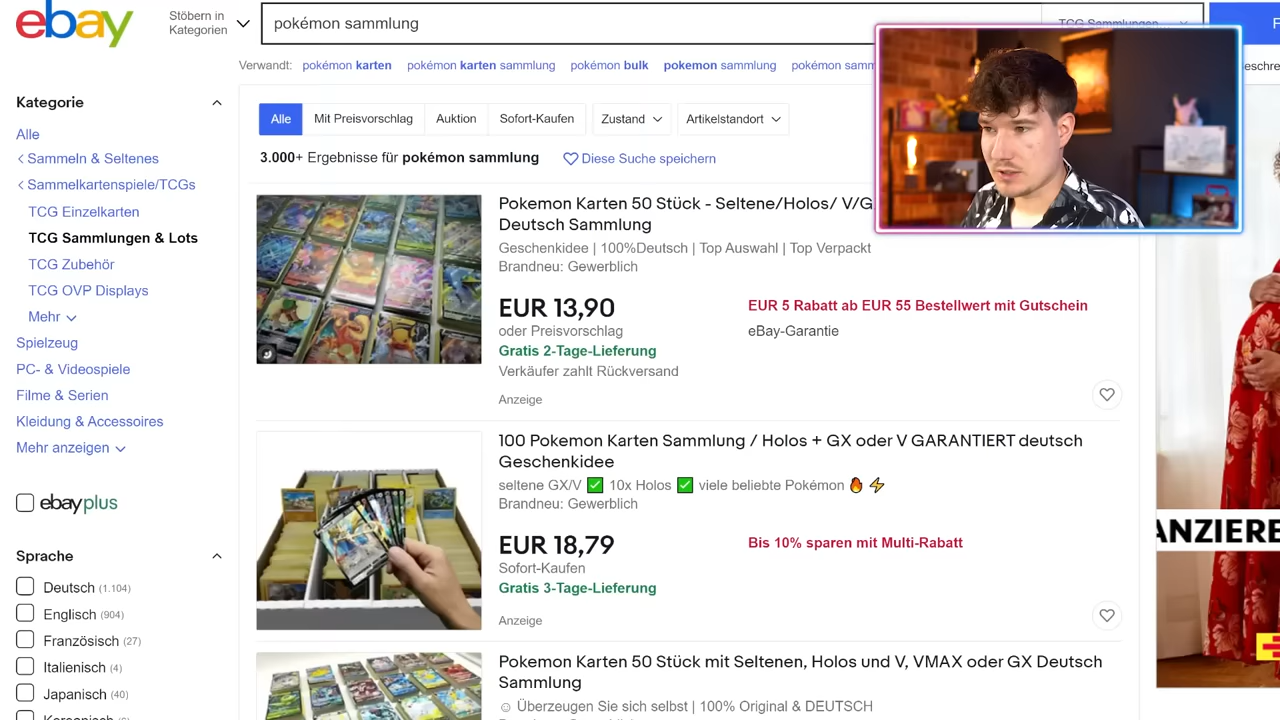 ebay
Stöbern in
Kategorien
pokémon sammlung
TCG Sammlungen
Verwandt: pokémon karten pokémon karten sammlung pokémon bulk pokemon sammlung pokémon
Kategorie
Alle
Sammeln & Seltenes
Sammelkartenspiele/TCGs
TCG Einzelkarten
TCG Sammlungen & Lots
TCG Zubehör
TCG OVP Displays
Mehr
Spielzeug
PC- & Videospiele
Filme & Serien
Kleidung & Accessoires
Mehr anzeigen
ebayplus
Sprache
Deutsch (1.104)
Englisch (904)
Französisch (27)
Italienisch (4)
Japanisch (40)
Alle Mit Preisvorschlag Auktion Sofort-Kaufen Zustand Artikelstandort
3.000+ Ergebnisse für pokémon sammlung Diese Suche speichern
Pokemon Karten 50 Stück - Seltene/Holos/ V/G
Deutsch Sammlung
Geschenkidee | 100%Deutsch | Top Auswahl | Top Verpackt
Brandneu: Gewerblich
EUR 13,90
oder Preisvorschlag
Gratis 2-Tage-Lieferung
Verkäufer zahlt Rückversand
Anzeige
EUR 5 Rabatt ab EUR 55 Bestellwert mit Gutschein
eBay-Garantie
100 Pokemon Karten Sammlung / Holos + GX oder V GARANTIERT deutsch
Geschenkidee
seltene GX/V ✅ 10x Holos ✅ viele beliebte Pokémon 🔥 ⚡
Brandneu: Gewerblich
EUR 18,79
Sofort-Kaufen
Gratis 3-Tage-Lieferung
Anzeige
Bis 10% sparen mit Multi-Rabatt
Pokemon Karten 50 Stück mit Seltenen, Holos und V, VMAX oder GX Deutsch
Sammlung
☺ Überzeugen Sie sich selbst | 100% Original & DEUTSCH
ANZIERE